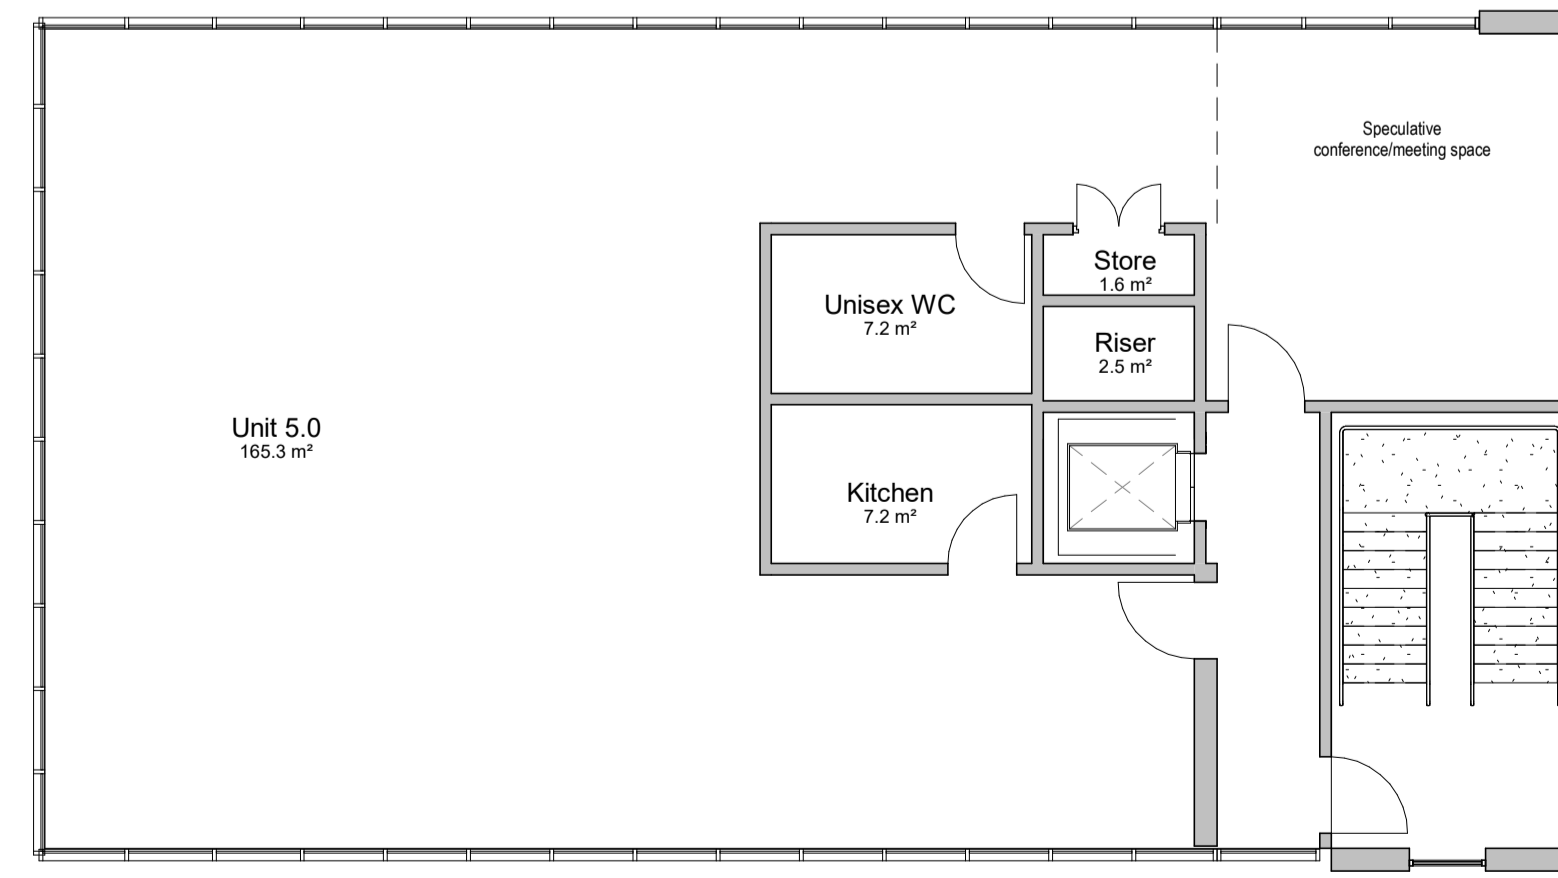 Speculative
conference/meeting space
Store
1.6 m²
Unisex WC
7.2 m²
Riser
2.5 m²
Unit 5.0
165.3 m²
Kitchen
7.2 m²